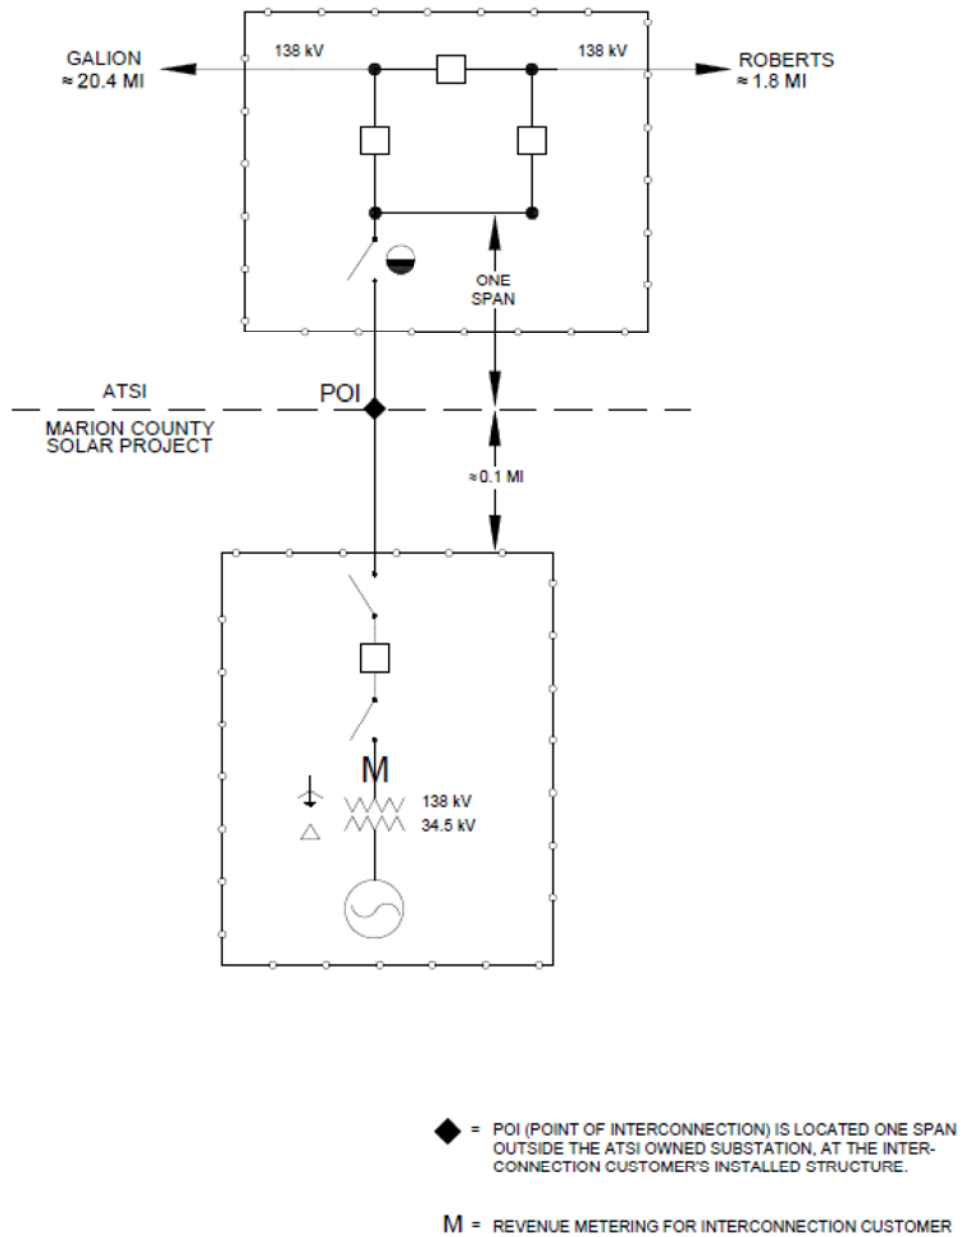 GALION
≈ 20.4 MI
138 kV
138 kV
ROBERTS
≈ 1.8 MI
ONE
SPAN
ATSI
POI
MARION COUNTY
SOLAR PROJECT
≈0.1 MI
M
138 kV
34.5 kV
= POI (POINT OF INTERCONNECTION) IS LOCATED ONE SPAN
OUTSIDE THE ATSI OWNED SUBSTATION, AT THE INTER-
CONNECTION CUSTOMER'S INSTALLED STRUCTURE.
M = REVENUE METERING FOR INTERCONNECTION CUSTOMER